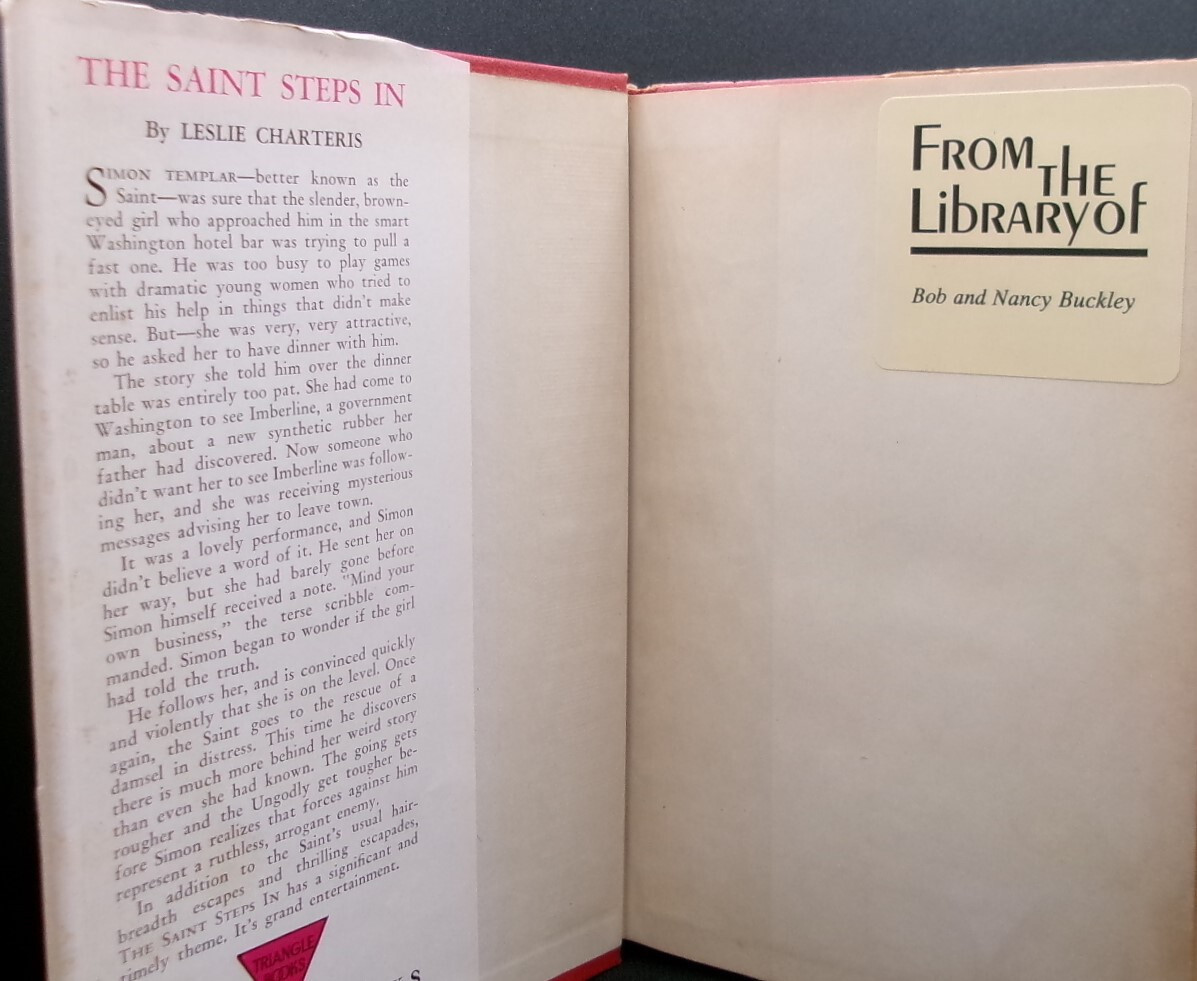 THE SAINT STEPS IN
By LESLIE CHARTERIS
SIMON TEMPLAR—better known as the
Saint—was sure that the slender, brown-
eyed girl who approached him in the smart
Washington hotel bar was trying to pull a
fast one. He was too busy to play games
with dramatic young women who tried to
enlist his help in things that didn't make
sense. But—she was very, very attractive,
so he asked her to have dinner with him.
The story she told him over the dinner
table was entirely too pat. She had come to
Washington to see Imberline, a government
man, about a new synthetic rubber her
father had discovered. Now someone who
didn't want her to see Imberline was follow-
ing her, and she was receiving mysterious
messages advising her to leave town.
It was a lovely performance, and Simon
didn't believe a word of it. He sent her on
her way, but she had barely gone before
Simon himself received a note. "Mind your
own business," the terse scribble com-
manded. Simon began to wonder if the girl
had told the truth.
He follows her, and is convinced quickly
and violently that she is on the level. Once
again, the Saint goes to the rescue of a
damsel in distress. This time he discovers
there is much more behind her weird story
than even she had known. The going gets
rougher and the Ungodly get tougher be-
fore Simon realizes that forces against him
represent a ruthless, arrogant enemy.
In addition to the Saint's usual hair-
breadth escapes and thrilling escapades,
THE SAINT STEPS IN has a significant and
timely theme. It's grand entertainment.
TRIANGLE
BOOKS
FROM THE
LIBRARY OF
Bob and Nancy Buckley